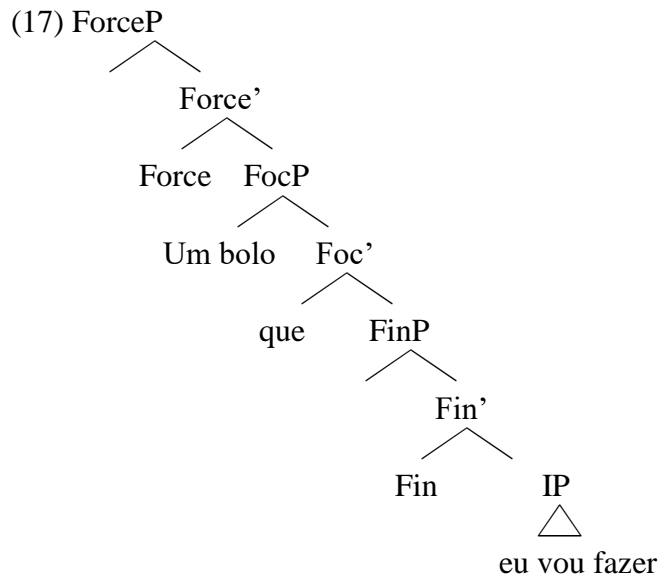 (17) ForceP
Force’
Force FocP
Um bolo Foc’
que FinP
Fin’
Fin IP
eu vou fazer